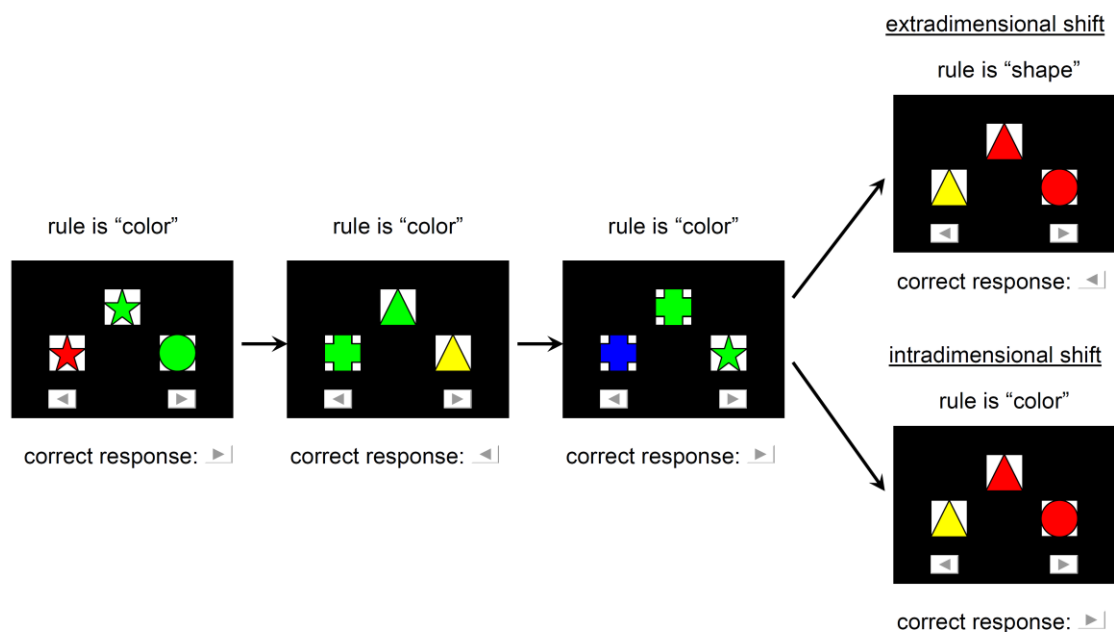 extradimensional shift
rule is “shape”
correct response:
rule is “color”
correct response:
rule is “color”
correct response:
rule is “color”
correct response:
intradimensional shift
rule is “color”
correct response: